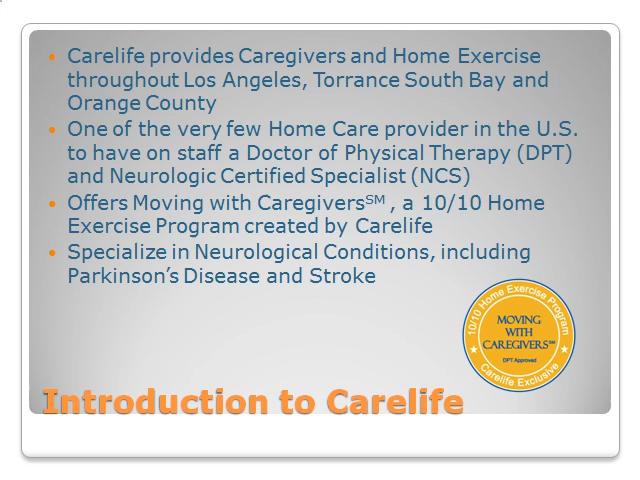 Carelife provides Caregivers and Home Exercise
throughout Los Angeles, Torrance South Bay and
Orange County
One of the very few Home Care provider in the U.S.
to have on staff a Doctor of Physical Therapy (DPT)
and Neurologic Certified Specialist (NCS)
Offers Moving with Caregivers℠ , a 10/10 Home
Exercise Program created by Carelife
Specialize in Neurological Conditions, including
Parkinson's Disease and Stroke
10/10 Home Exercise Program
MOVING
WITH
CAREGIVERS℠
DPT Approved
Carelife Exclusive
Introduction to Carelife